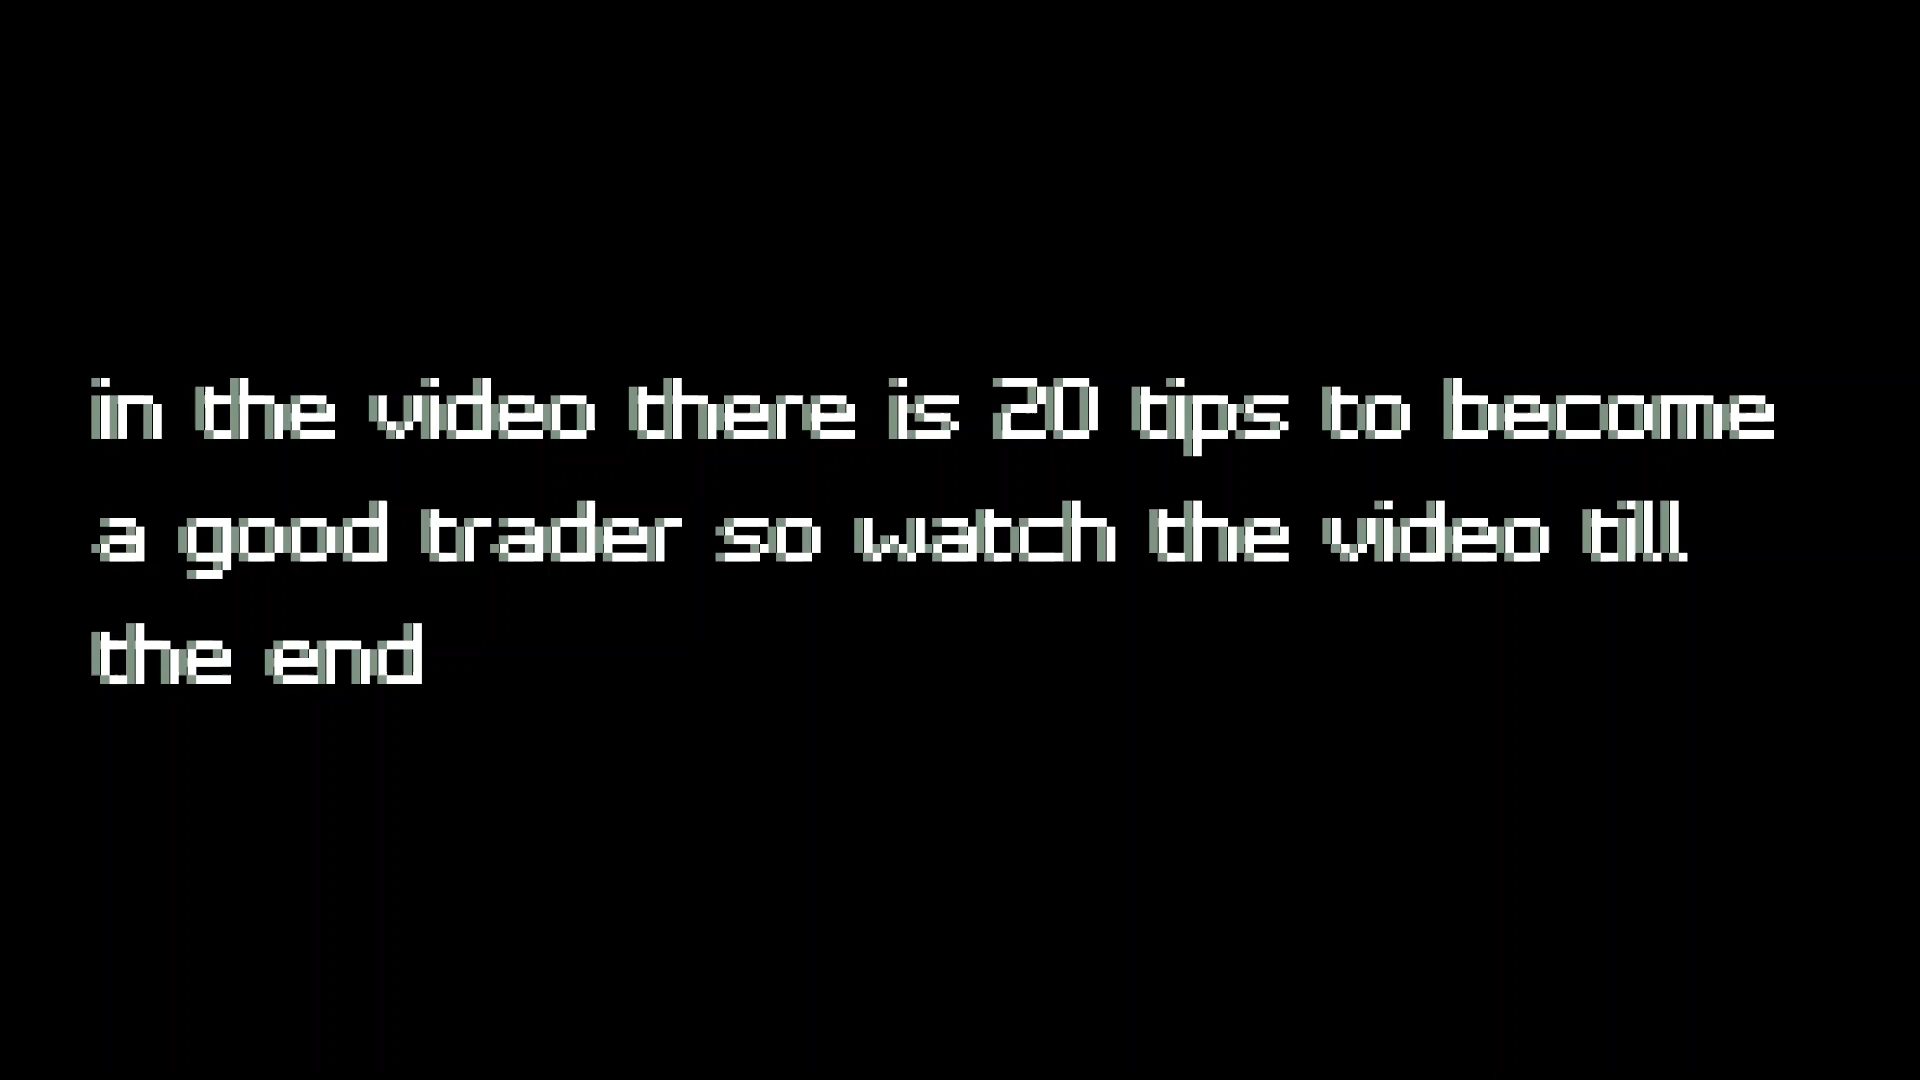 in the video there is 20 tips to become
a good trader so watch the video till
the end